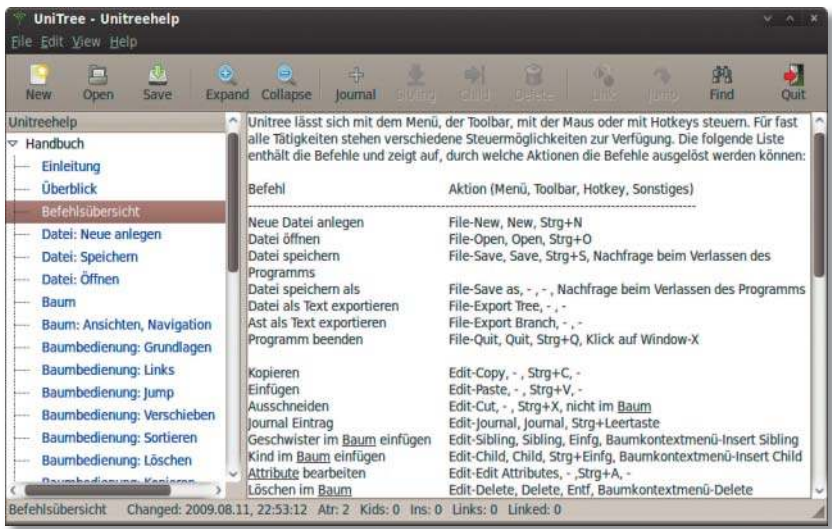 UniTree - Unitreehelp
File Edit View Help
New Open Save Expand Collapse Journal Sibling Child Delete Link Jump Find Quit
Unitreehelp
Handbuch
Einleitung
Überblick
Befehlsübersicht
Datei: Neue anlegen
Datei: Speichern
Datei: Öffnen
Baum
Baum: Ansichten, Navigation
Baumbedienung: Grundlagen
Baumbedienung: Links
Baumbedienung: Jump
Baumbedienung: Verschieben
Baumbedienung: Sortieren
Baumbedienung: Löschen
Baumbedienung: Kopieren
Unitree lässt sich mit dem Menü, der Toolbar, mit der Maus oder mit Hotkeys steuern. Für fast
alle Tätigkeiten stehen verschiedene Steuermöglichkeiten zur Verfügung. Die folgende Liste
enthält die Befehle und zeigt auf, durch welche Aktionen die Befehle ausgelöst werden können:
Befehl Aktion (Menü, Toolbar, Hotkey, Sonstiges)
Neue Datei anlegen File-New, New, Strg+N
Datei öffnen File-Open, Open, Strg+O
Datei speichern File-Save, Save, Strg+S, Nachfrage beim Verlassen des
Programms
Datei speichern als File-Save as, - , - , Nachfrage beim Verlassen des Programms
Datei als Text exportieren File-Export Tree, - , -
Ast als Text exportieren File-Export Branch, - , -
Programm beenden File-Quit, Quit, Strg+Q, Klick auf Window-X
Kopieren Edit-Copy, - , Strg+C, -
Einfügen Edit-Paste, - , Strg+V, -
Ausschneiden Edit-Cut, - , Strg+X, nicht im Baum
Journal Eintrag Edit-Journal, Journal, Strg+Leertaste
Geschwister im Baum einfügen Edit-Sibling, Sibling, Einfg, Baumkontextmenü-Insert Sibling
Kind im Baum einfügen Edit-Child, Child, Strg+Einfg, Baumkontextmenü-Insert Child
Attribute bearbeiten Edit-Edit Attributes, - ,Strg+A, -
Löschen im Baum Edit-Delete, Delete, Entf, Baumkontextmenü-Delete
Befehlsübersicht Changed: 2009.08.11, 22:53:12 Atr: 2 Kids: 0 Ins: 0 Links: 0 Linked: 0